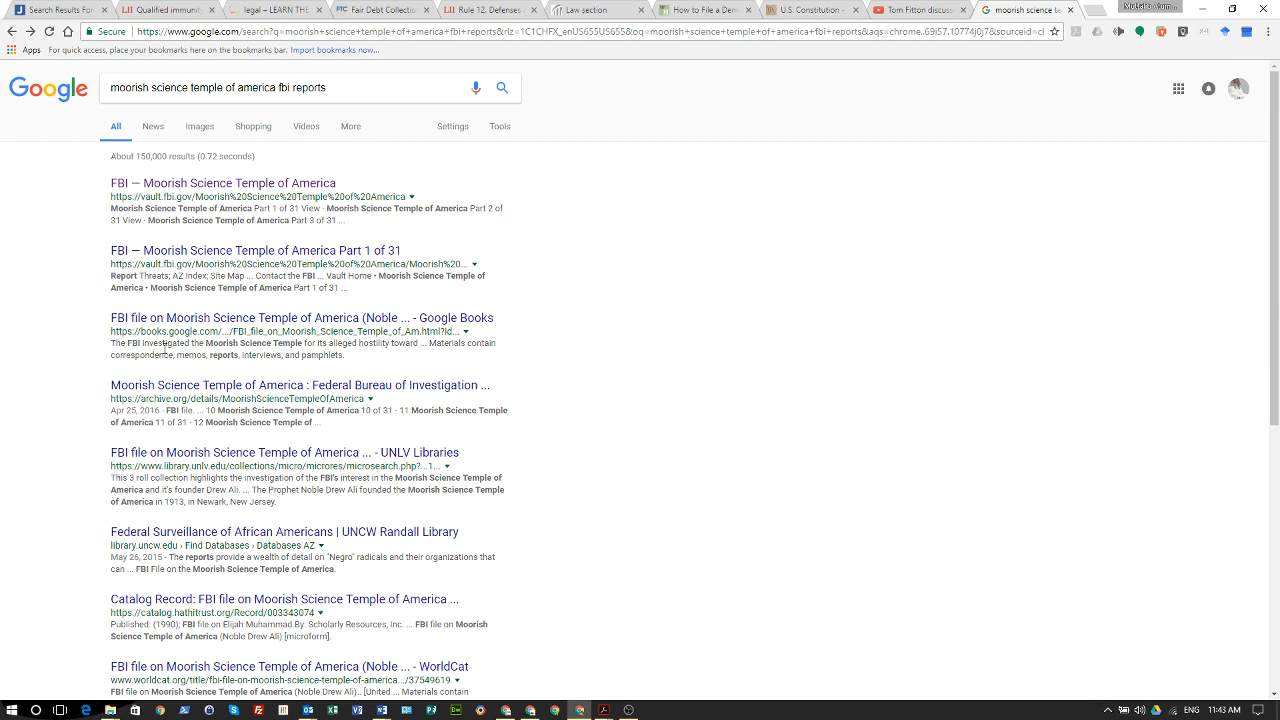 Search Results For
Qualified immunity
legal – LEARN THE
Fair Debt Collection
Rule 12. Defenses
Law section
How to File a Dem
U.S. Constitution -
Tom Fitton discuss
moorish science te
Secure
https://www.google.com/search?q=moorish+science+temple+of+america+fbi+reports&rlz=1C1CHFX_enUS655US655&oq=moorish+science+temple+of+america+fbi+reports&aqs=chrome..69i57.10774j0j7&sourceid=cl
Apps
For quick access, place your bookmarks here on the bookmarks bar. Import bookmarks now...
Google
moorish science temple of america fbi reports
All News Images Shopping Videos More Settings Tools
About 150,000 results (0.72 seconds)
FBI — Moorish Science Temple of America
https://vault.fbi.gov/Moorish%20Science%20Temple%20of%20America
Moorish Science Temple of America Part 1 of 31 View · Moorish Science Temple of America Part 2 of
31 View · Moorish Science Temple of America Part 3 of 31 ...
FBI — Moorish Science Temple of America Part 1 of 31
https://vault.fbi.gov/Moorish%20Science%20Temple%20of%20America/Moorish%20...
Report Threats; AZ Index; Site Map ... Contact the FBI ... Vault Home • Moorish Science Temple of
America • Moorish Science Temple of America Part 1 of 31 ...
FBI file on Moorish Science Temple of America (Noble ... - Google Books
https://books.google.com/.../FBI_file_on_Moorish_Science_Temple_of_Am.html?id...
The FBI investigated the Moorish Science Temple for its alleged hostility toward ... Materials contain
correspondence, memos, reports, interviews, and pamphlets.
Moorish Science Temple of America : Federal Bureau of Investigation ...
https://archive.org/details/MoorishScienceTempleOfAmerica
Apr 25, 2016 - FBI file. ... 10 Moorish Science Temple of America 10 of 31 · 11 Moorish Science Temple
of America 11 of 31 · 12 Moorish Science Temple of ...
FBI file on Moorish Science Temple of America ... - UNLV Libraries
https://www.library.unlv.edu/collections/micro/microres/microsearch.php?...1...
This 3 roll collection highlights the investigation of the FBI's interest in the Moorish Science Temple of
America and it's founder Drew Ali. ... The Prophet Noble Drew Ali founded the Moorish Science Temple
of America in 1913, in Newark, New Jersey.
Federal Surveillance of African Americans | UNCW Randall Library
library.uncw.edu › Find Databases › Databases AZ
May 26, 2015 - The reports provide a wealth of detail on "Negro" radicals and their organizations that
can ... FBI File on the Moorish Science Temple of America.
Catalog Record: FBI file on Moorish Science Temple of America ...
https://catalog.hathitrust.org/Record/003343074
Published: (1990); FBI file on Elijah Muhammad By: Scholarly Resources, Inc. ... FBI file on Moorish
Science Temple of America (Noble Drew Ali) [microform].
FBI file on Moorish Science Temple of America (Noble ... - WorldCat
www.worldcat.org/title/fbi-file-on-moorish-science-temple-of-america.../37549619
FBI file on Moorish Science Temple of America (Noble Drew Ali).. [United ... Materials contain
ENG 11:43 AM